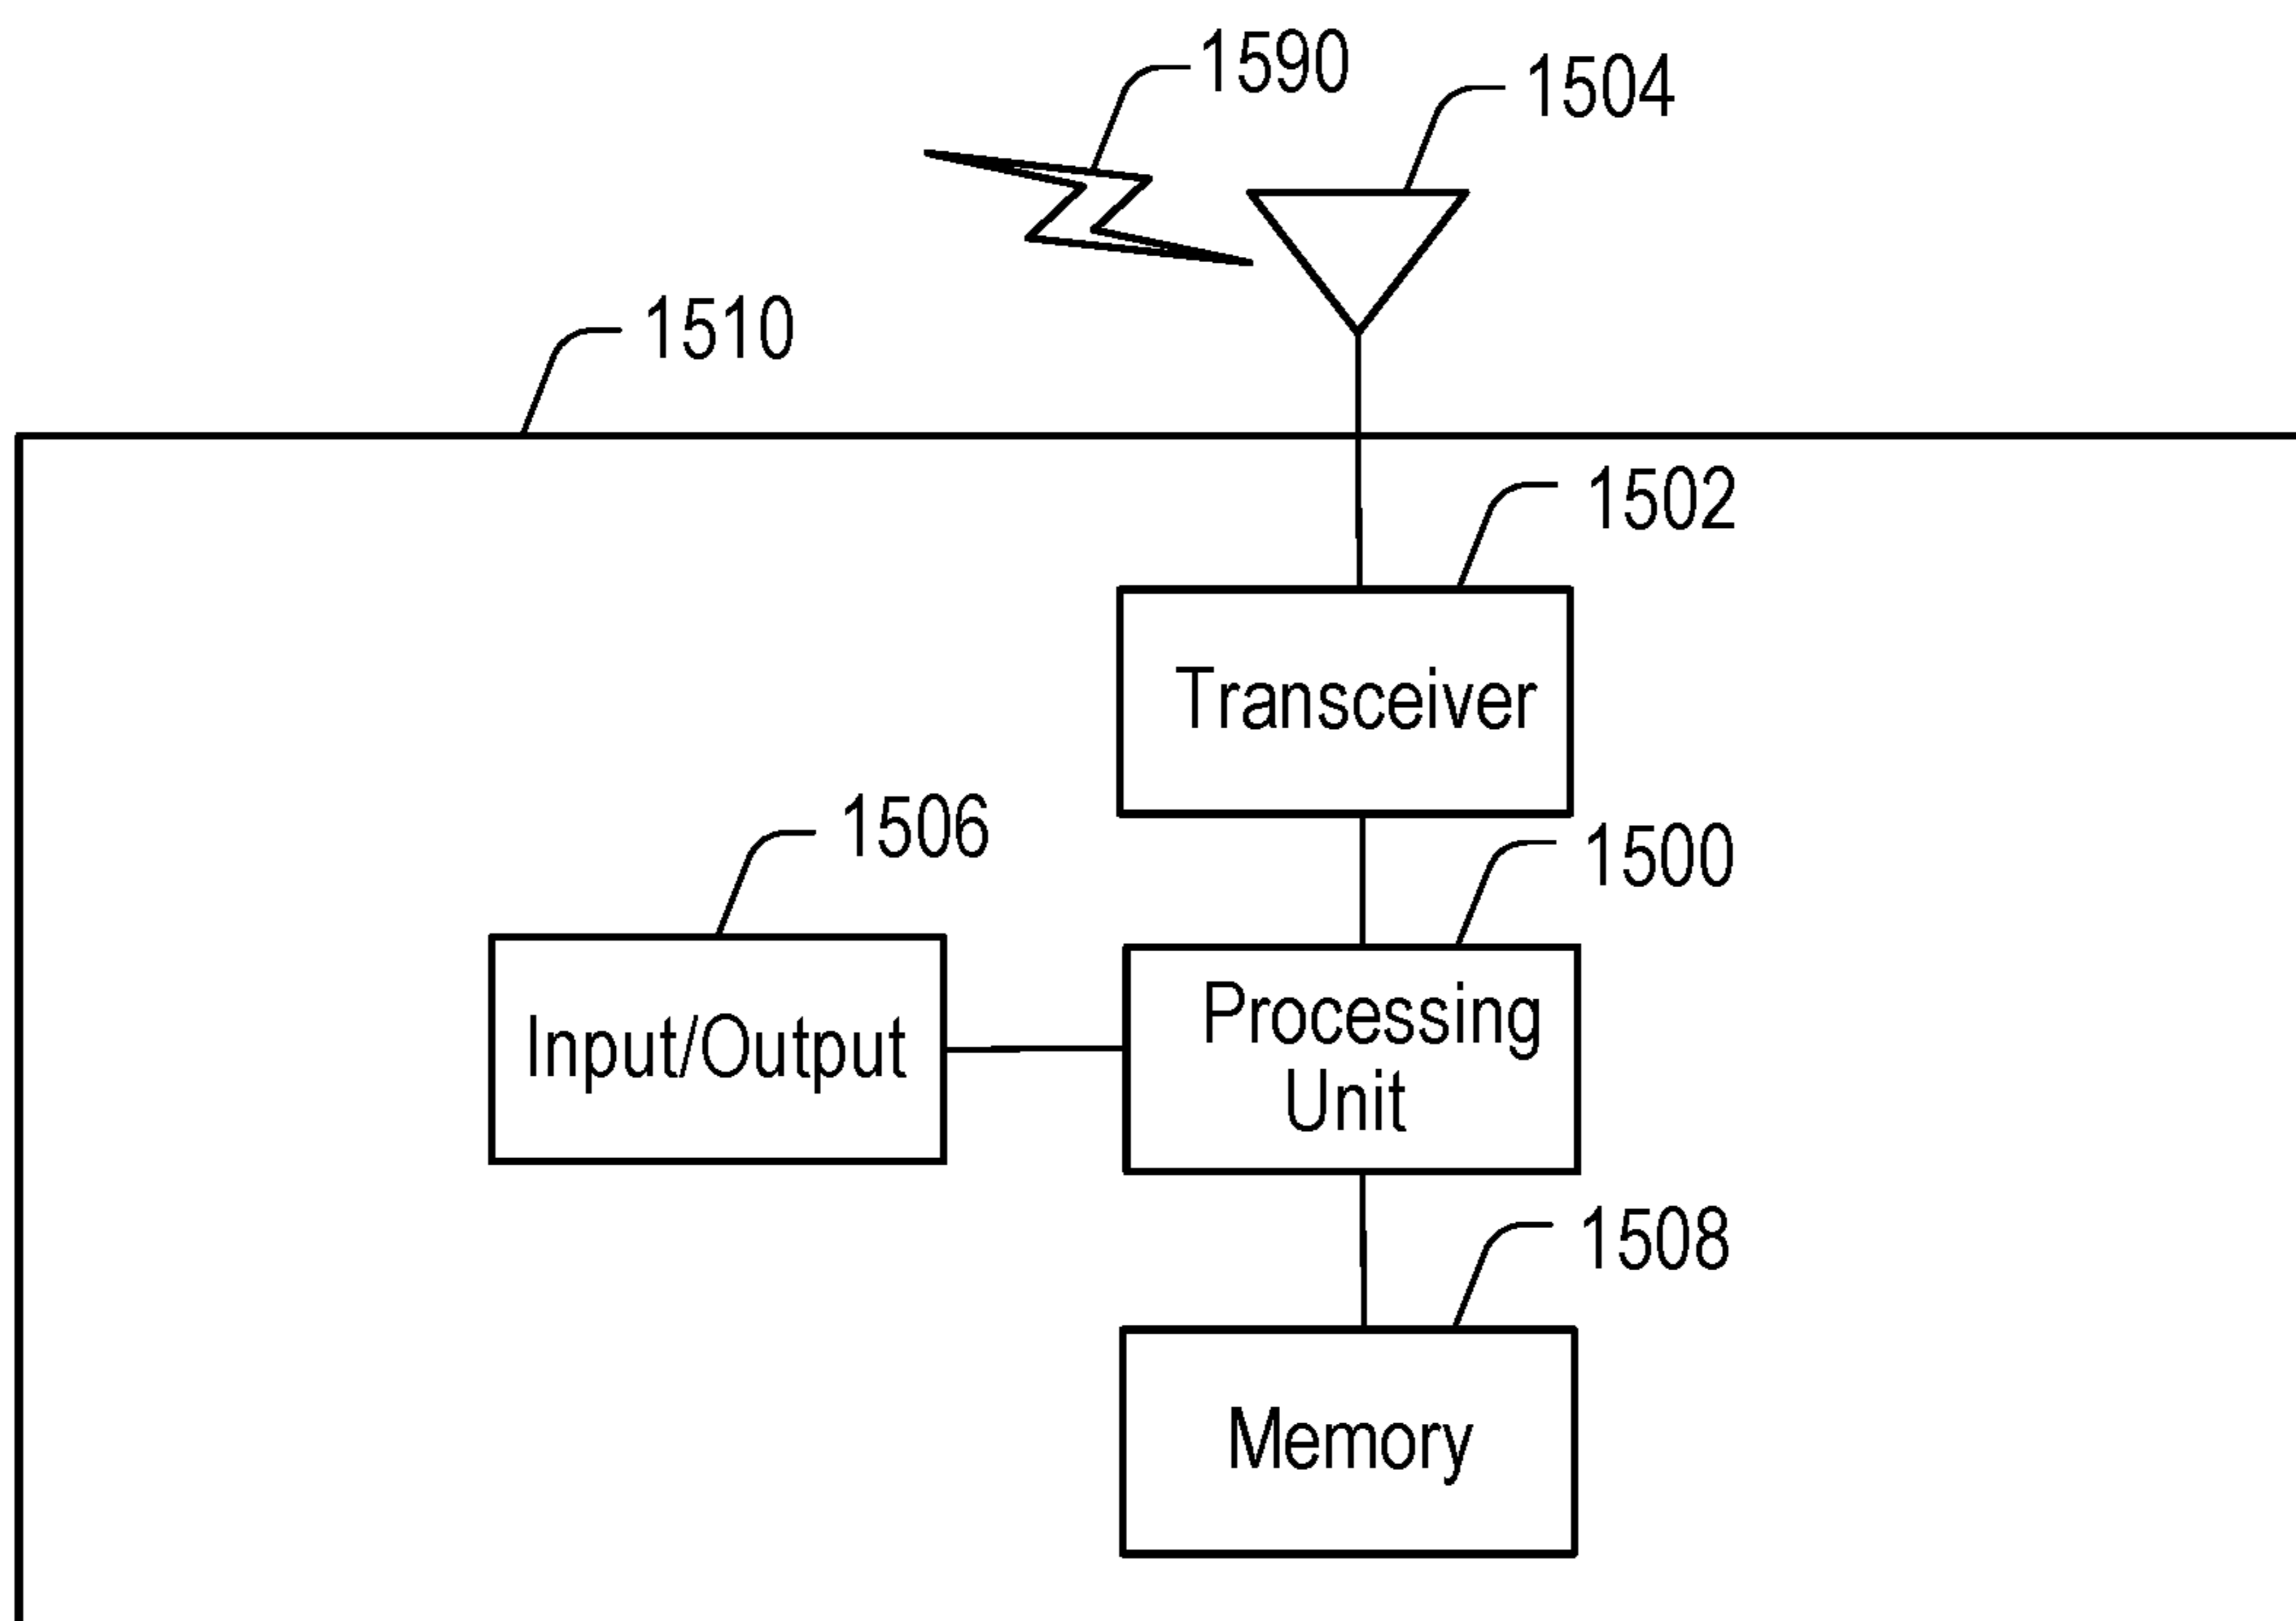 1590
1504
1510
1502
Transceiver
1506
1500
Input/Output
Processing
Unit
1508
Memory